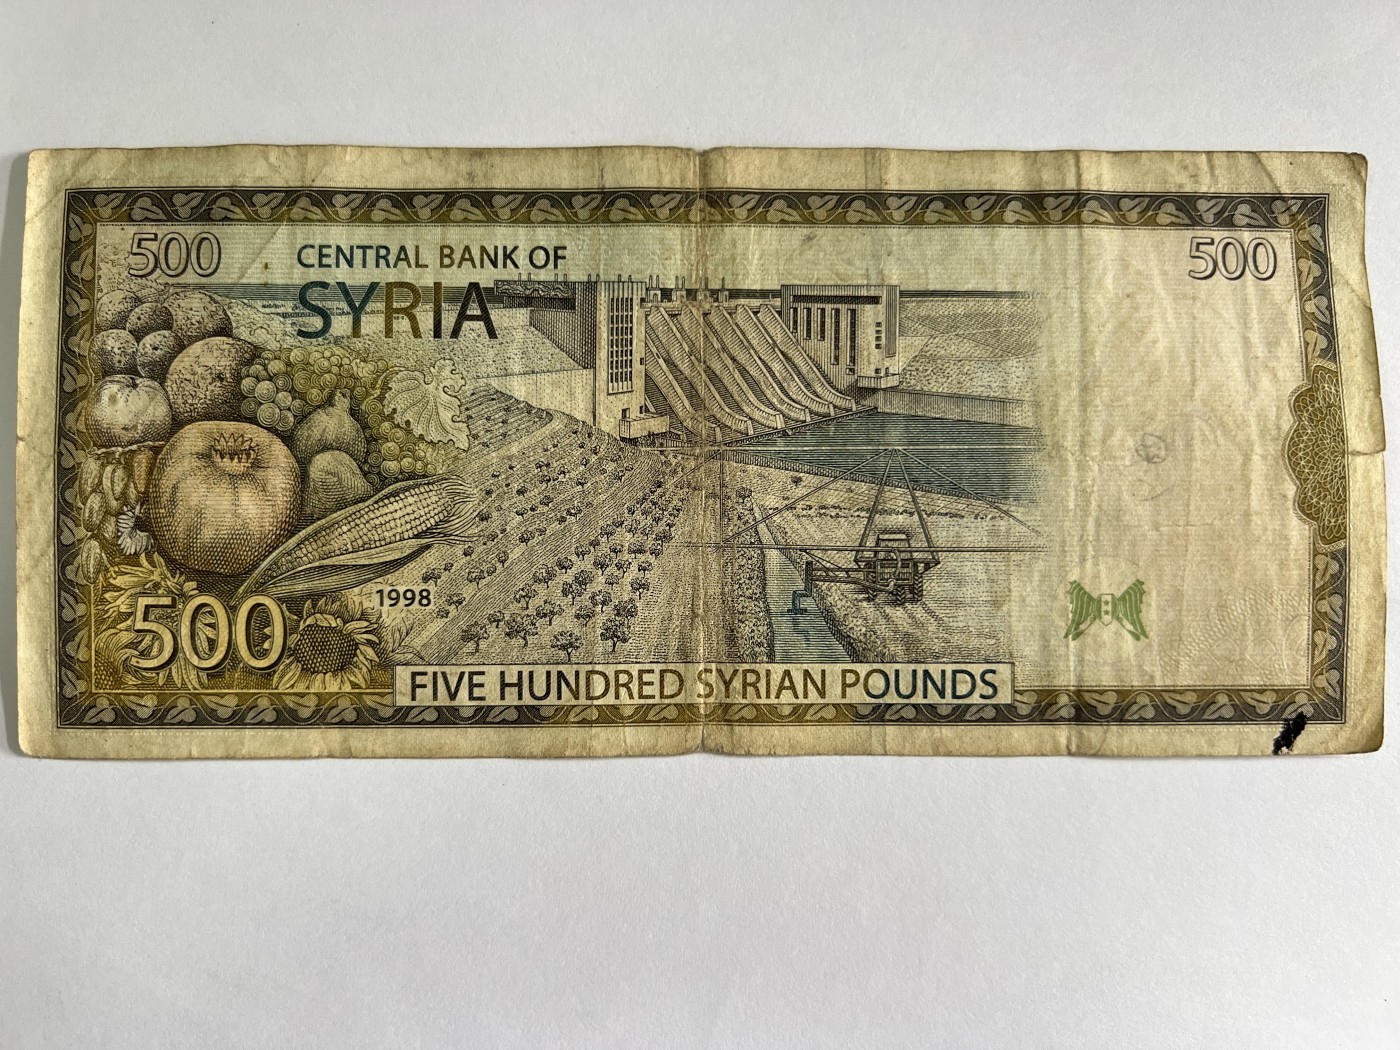 500
CENTRAL BANK OF
SYRIA
500
1998
500
FIVE HUNDRED SYRIAN POUNDS